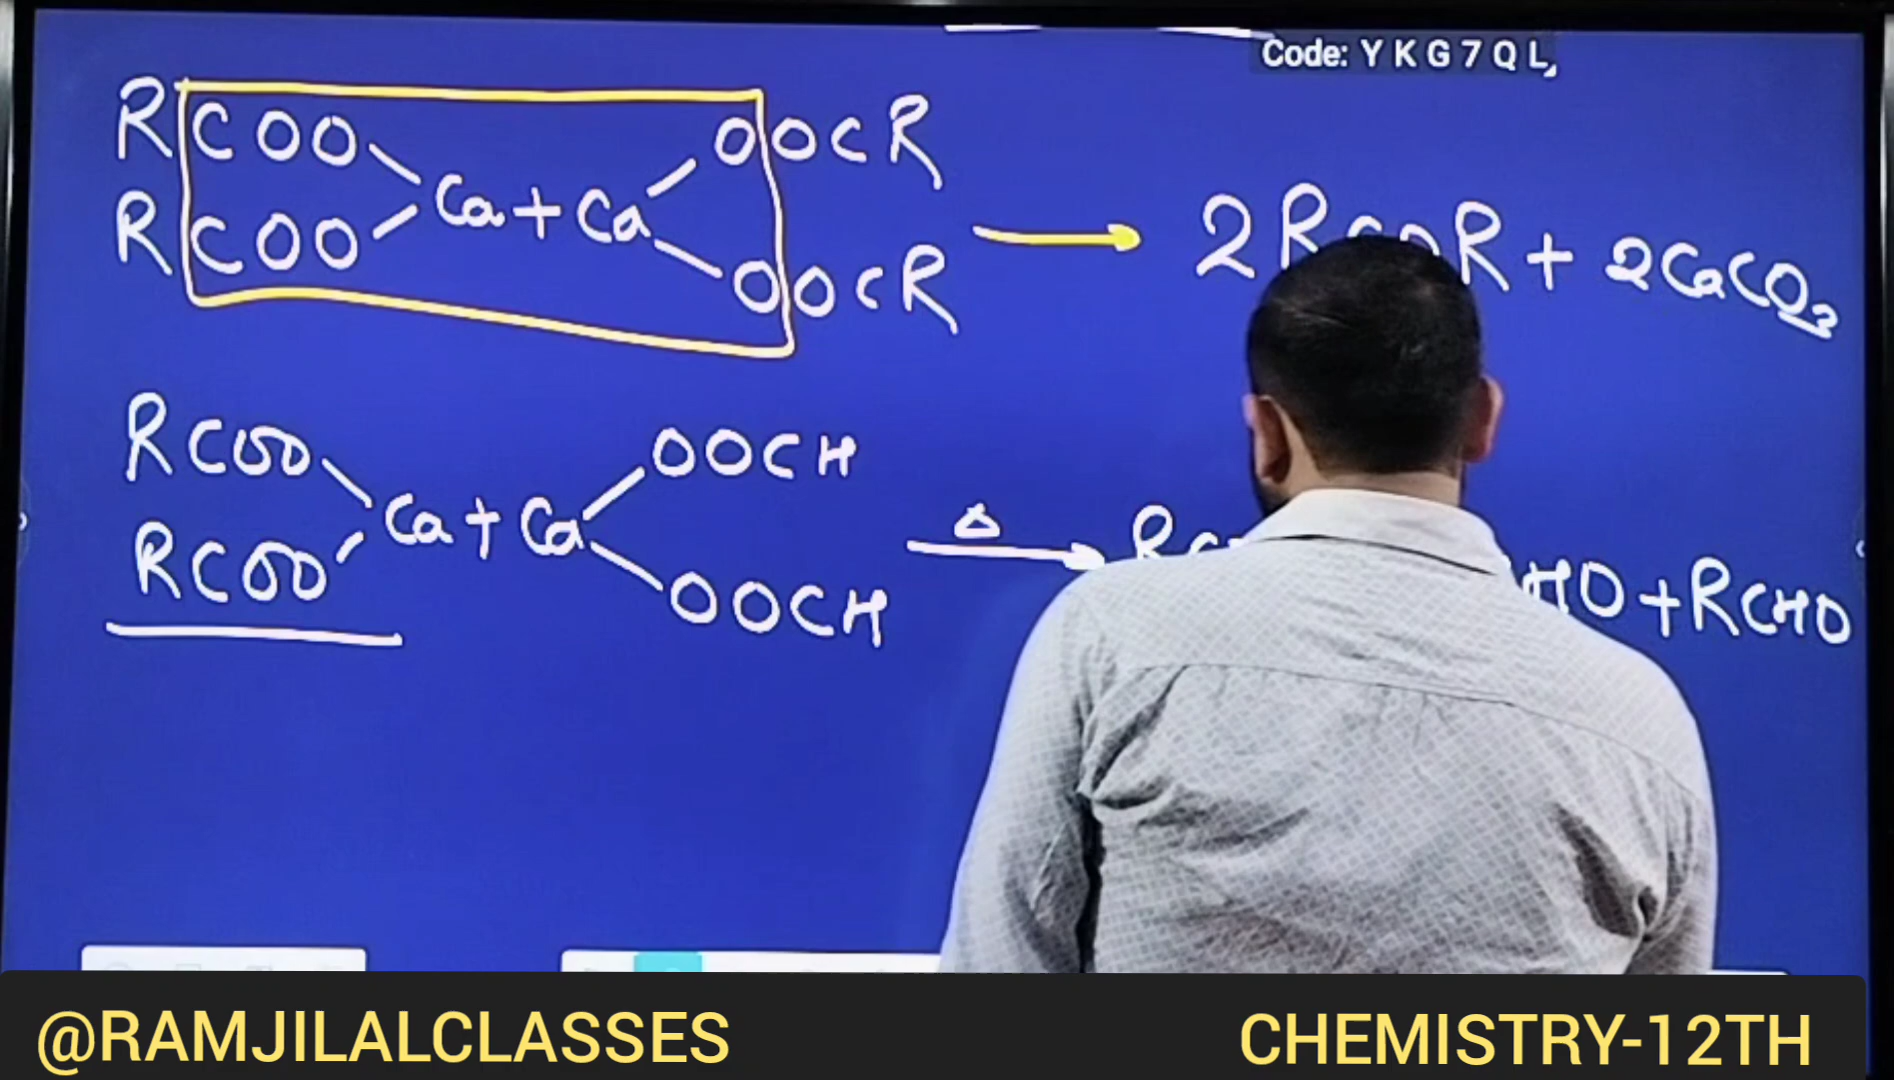 Code: Y K G 7 Q L
RCOO OOCR
Ca + Ca → 2RCOR + 2CaCO₃
RCOO OOCR
RCOO OOCH
Ca + Ca Δ → HO + RCHO
RCOO OOCH
@RAMJILALCLASSES CHEMISTRY-12TH